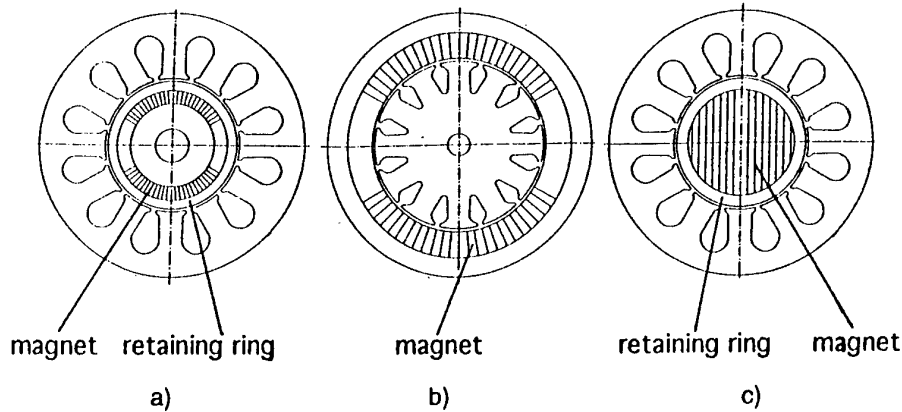 magnet retaining ring
magnet
retaining ring magnet
a)
b)
c)